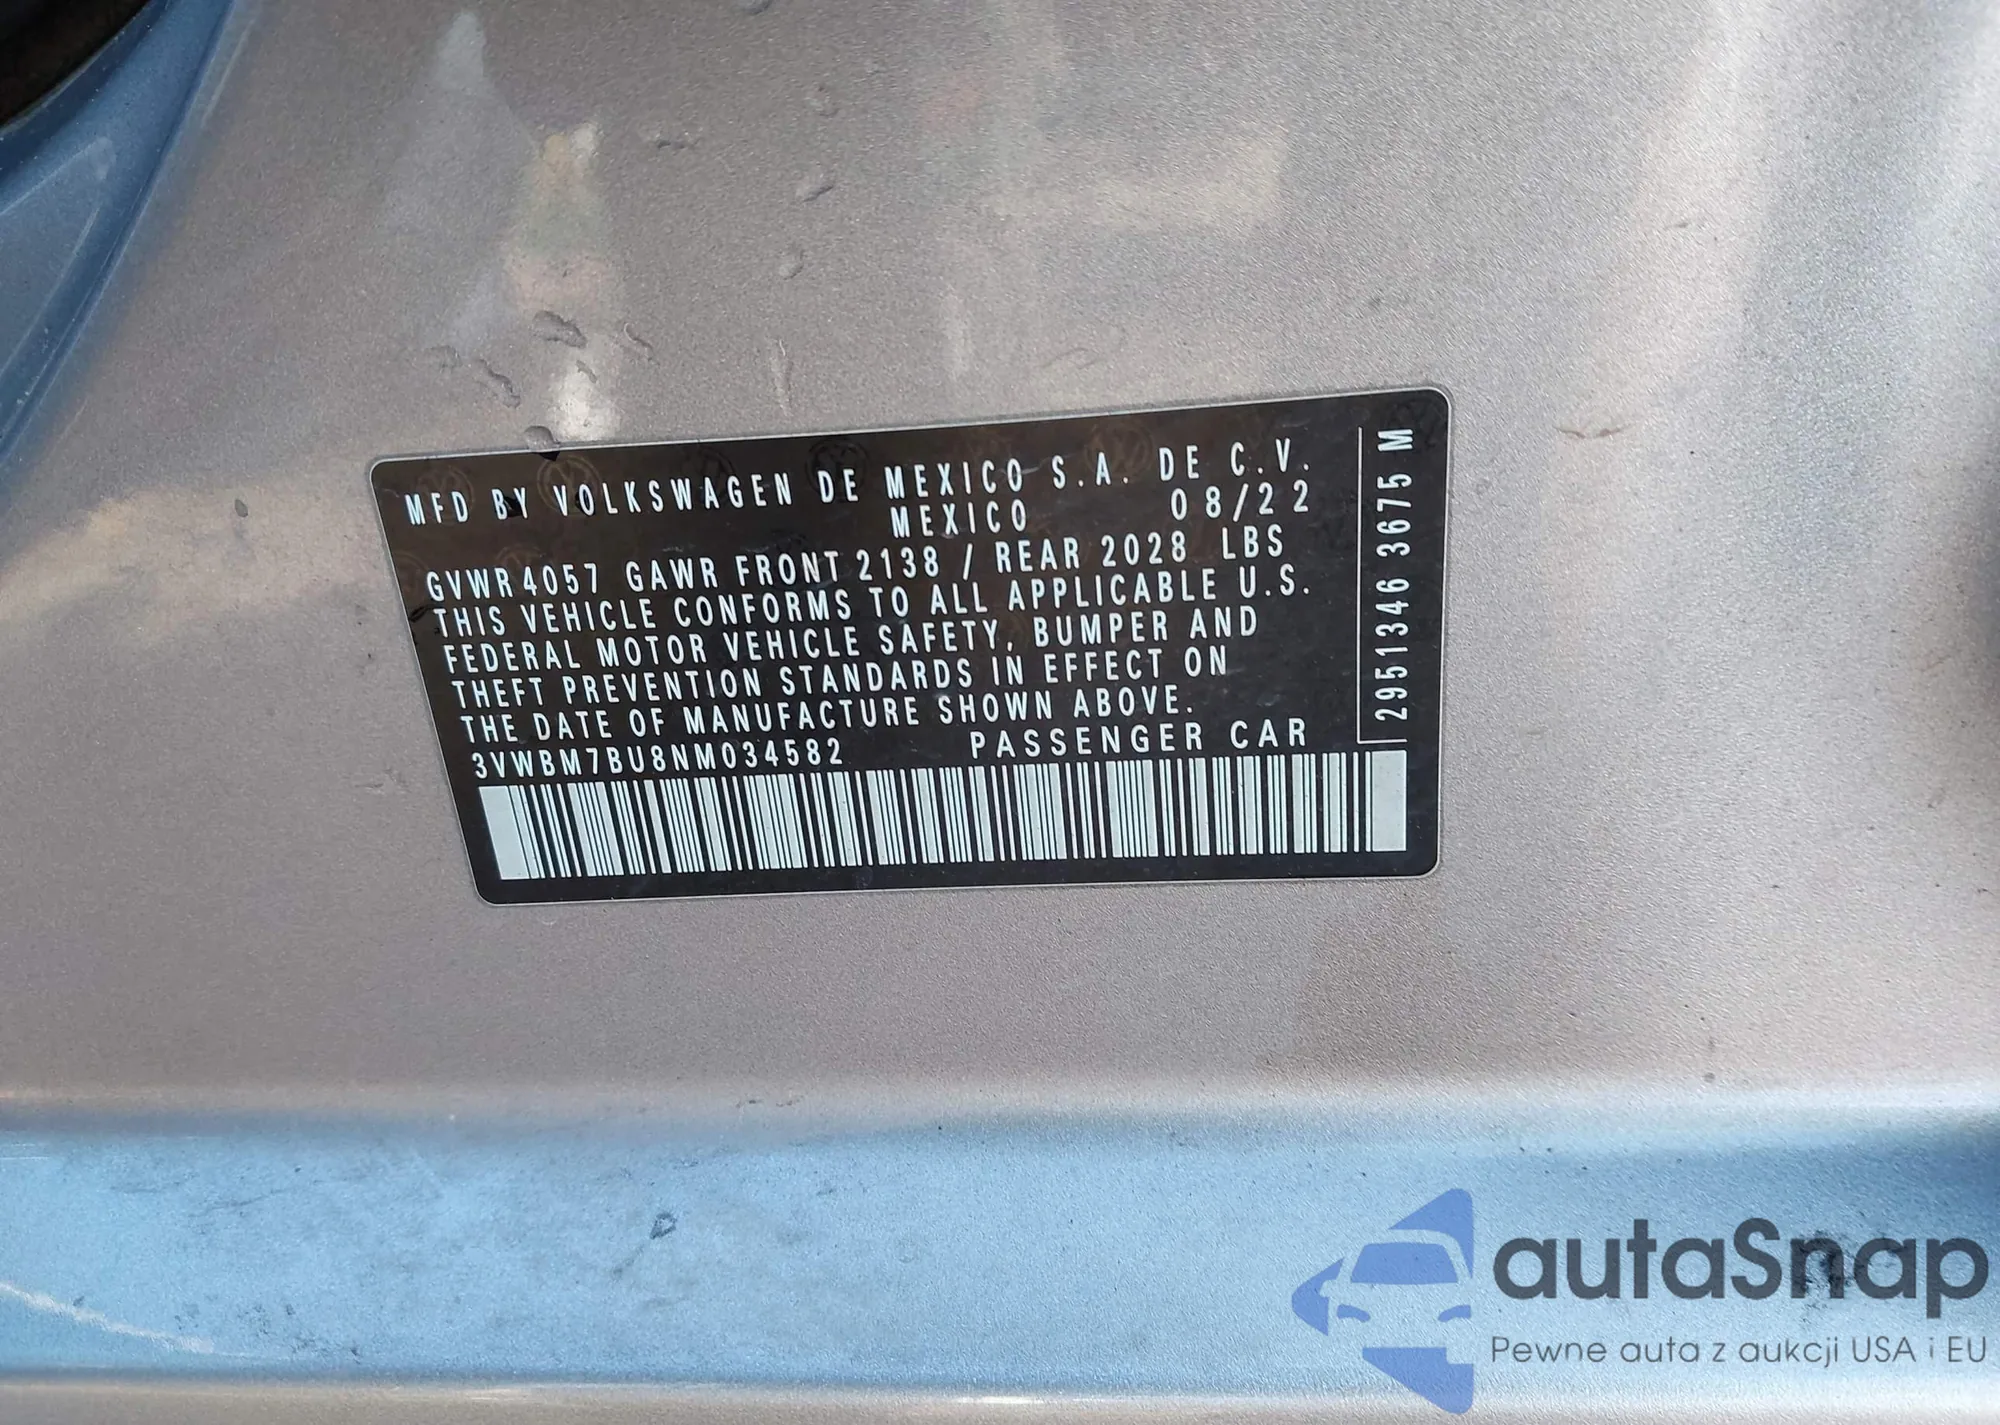 MFD BY VOLKSWAGEN DE MEXICO S.A. DE C.V.
MEXICO 08/22
GVWR 4057 GAWR FRONT 2138 / REAR 2028 LBS
THIS VEHICLE CONFORMS TO ALL APPLICABLE U.S.
FEDERAL MOTOR VEHICLE SAFETY, BUMPER AND
THEFT PREVENTION STANDARDS IN EFFECT ON
THE DATE OF MANUFACTURE SHOWN ABOVE.
3VWBM7BU8NM034582 PASSENGER CAR
2951346 3675 M
autaSnap
Pewne auta z aukcji USA i EU